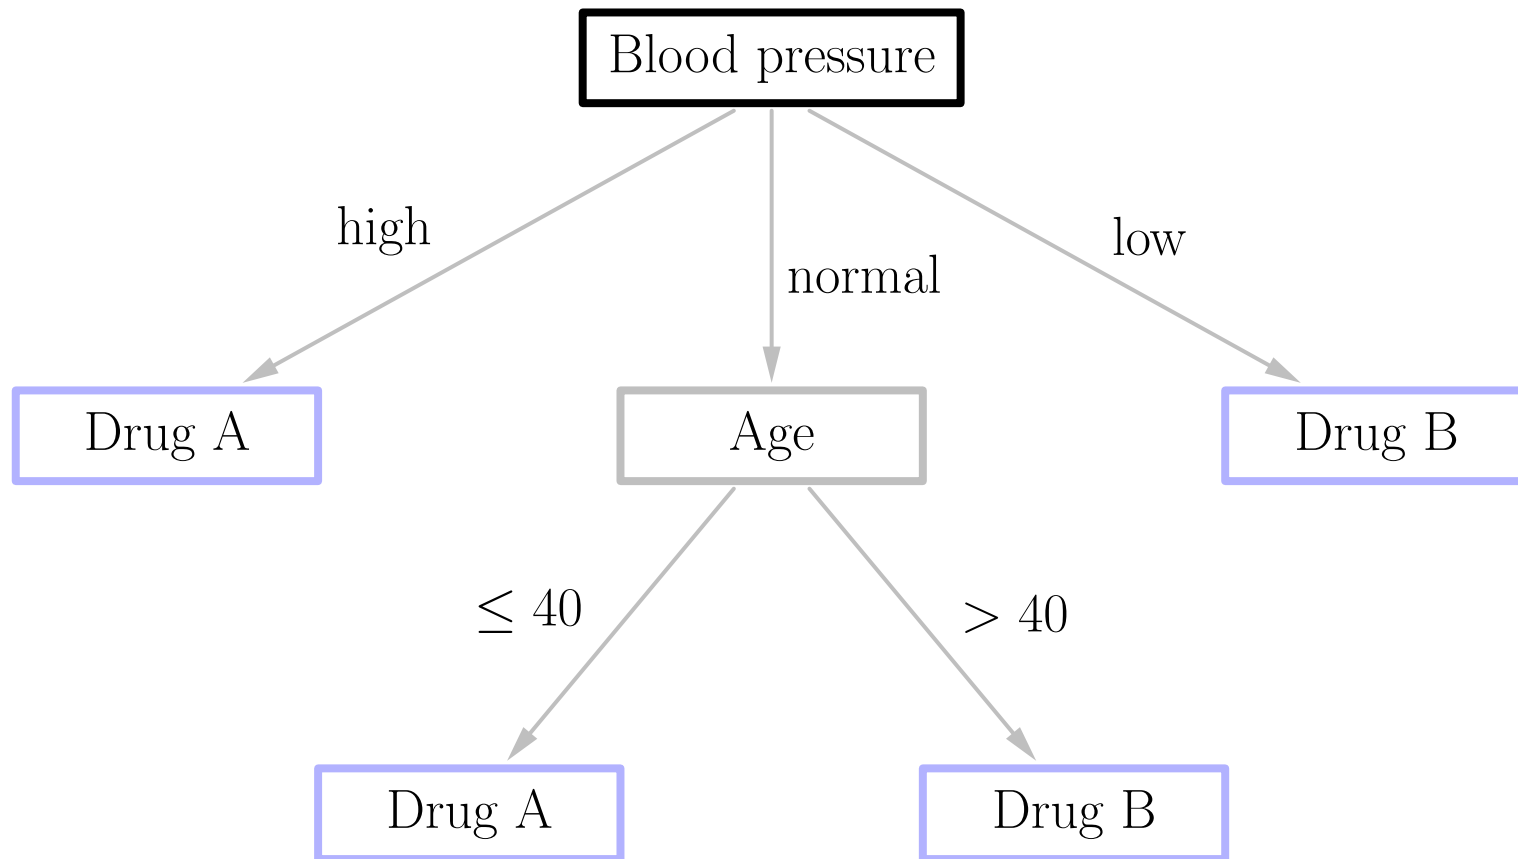 Blood pressure
high
normal
low
Drug A
Age
Drug B
≤ 40
> 40
Drug A
Drug B